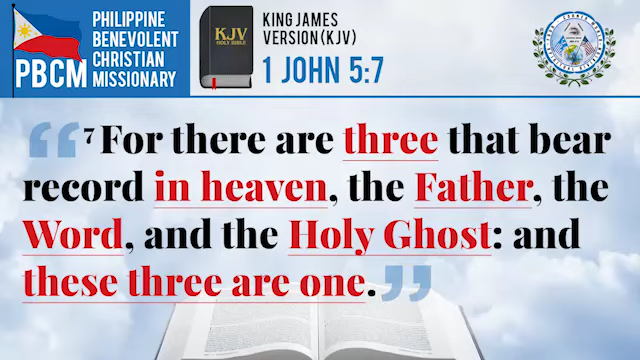 PHILIPPINE
BENEVOLENT
CHRISTIAN
PBCM MISSIONARY
KJV
HOLY BIBLE
KING JAMES
VERSION (KJV)
1 JOHN 5:7
“ 7 For there are three that bear
record in heaven, the Father, the
Word, and the Holy Ghost: and
these three are one. ”